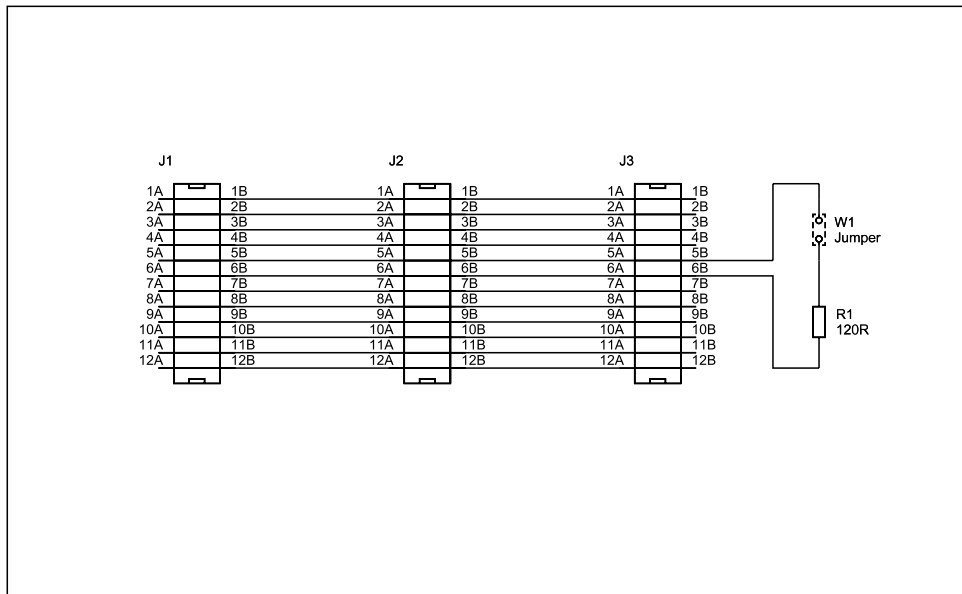 J1 J2 J3
1A 1B 1A 1B 1A 1B
2A 2B 2A 2B 2A 2B
3A 3B 3A 3B 3A 3B W1
4A 4B 4A 4B 4A 4B Jumper
5A 5B 5A 5B 5A 5B
6A 6B 6A 6B 6A 6B
7A 7B 7A 7B 7A 7B
8A 8B 8A 8B 8A 8B
9A 9B 9A 9B 9A 9B R1
10A 10B 10A 10B 10A 10B 120R
11A 11B 11A 11B 11A 11B
12A 12B 12A 12B 12A 12B